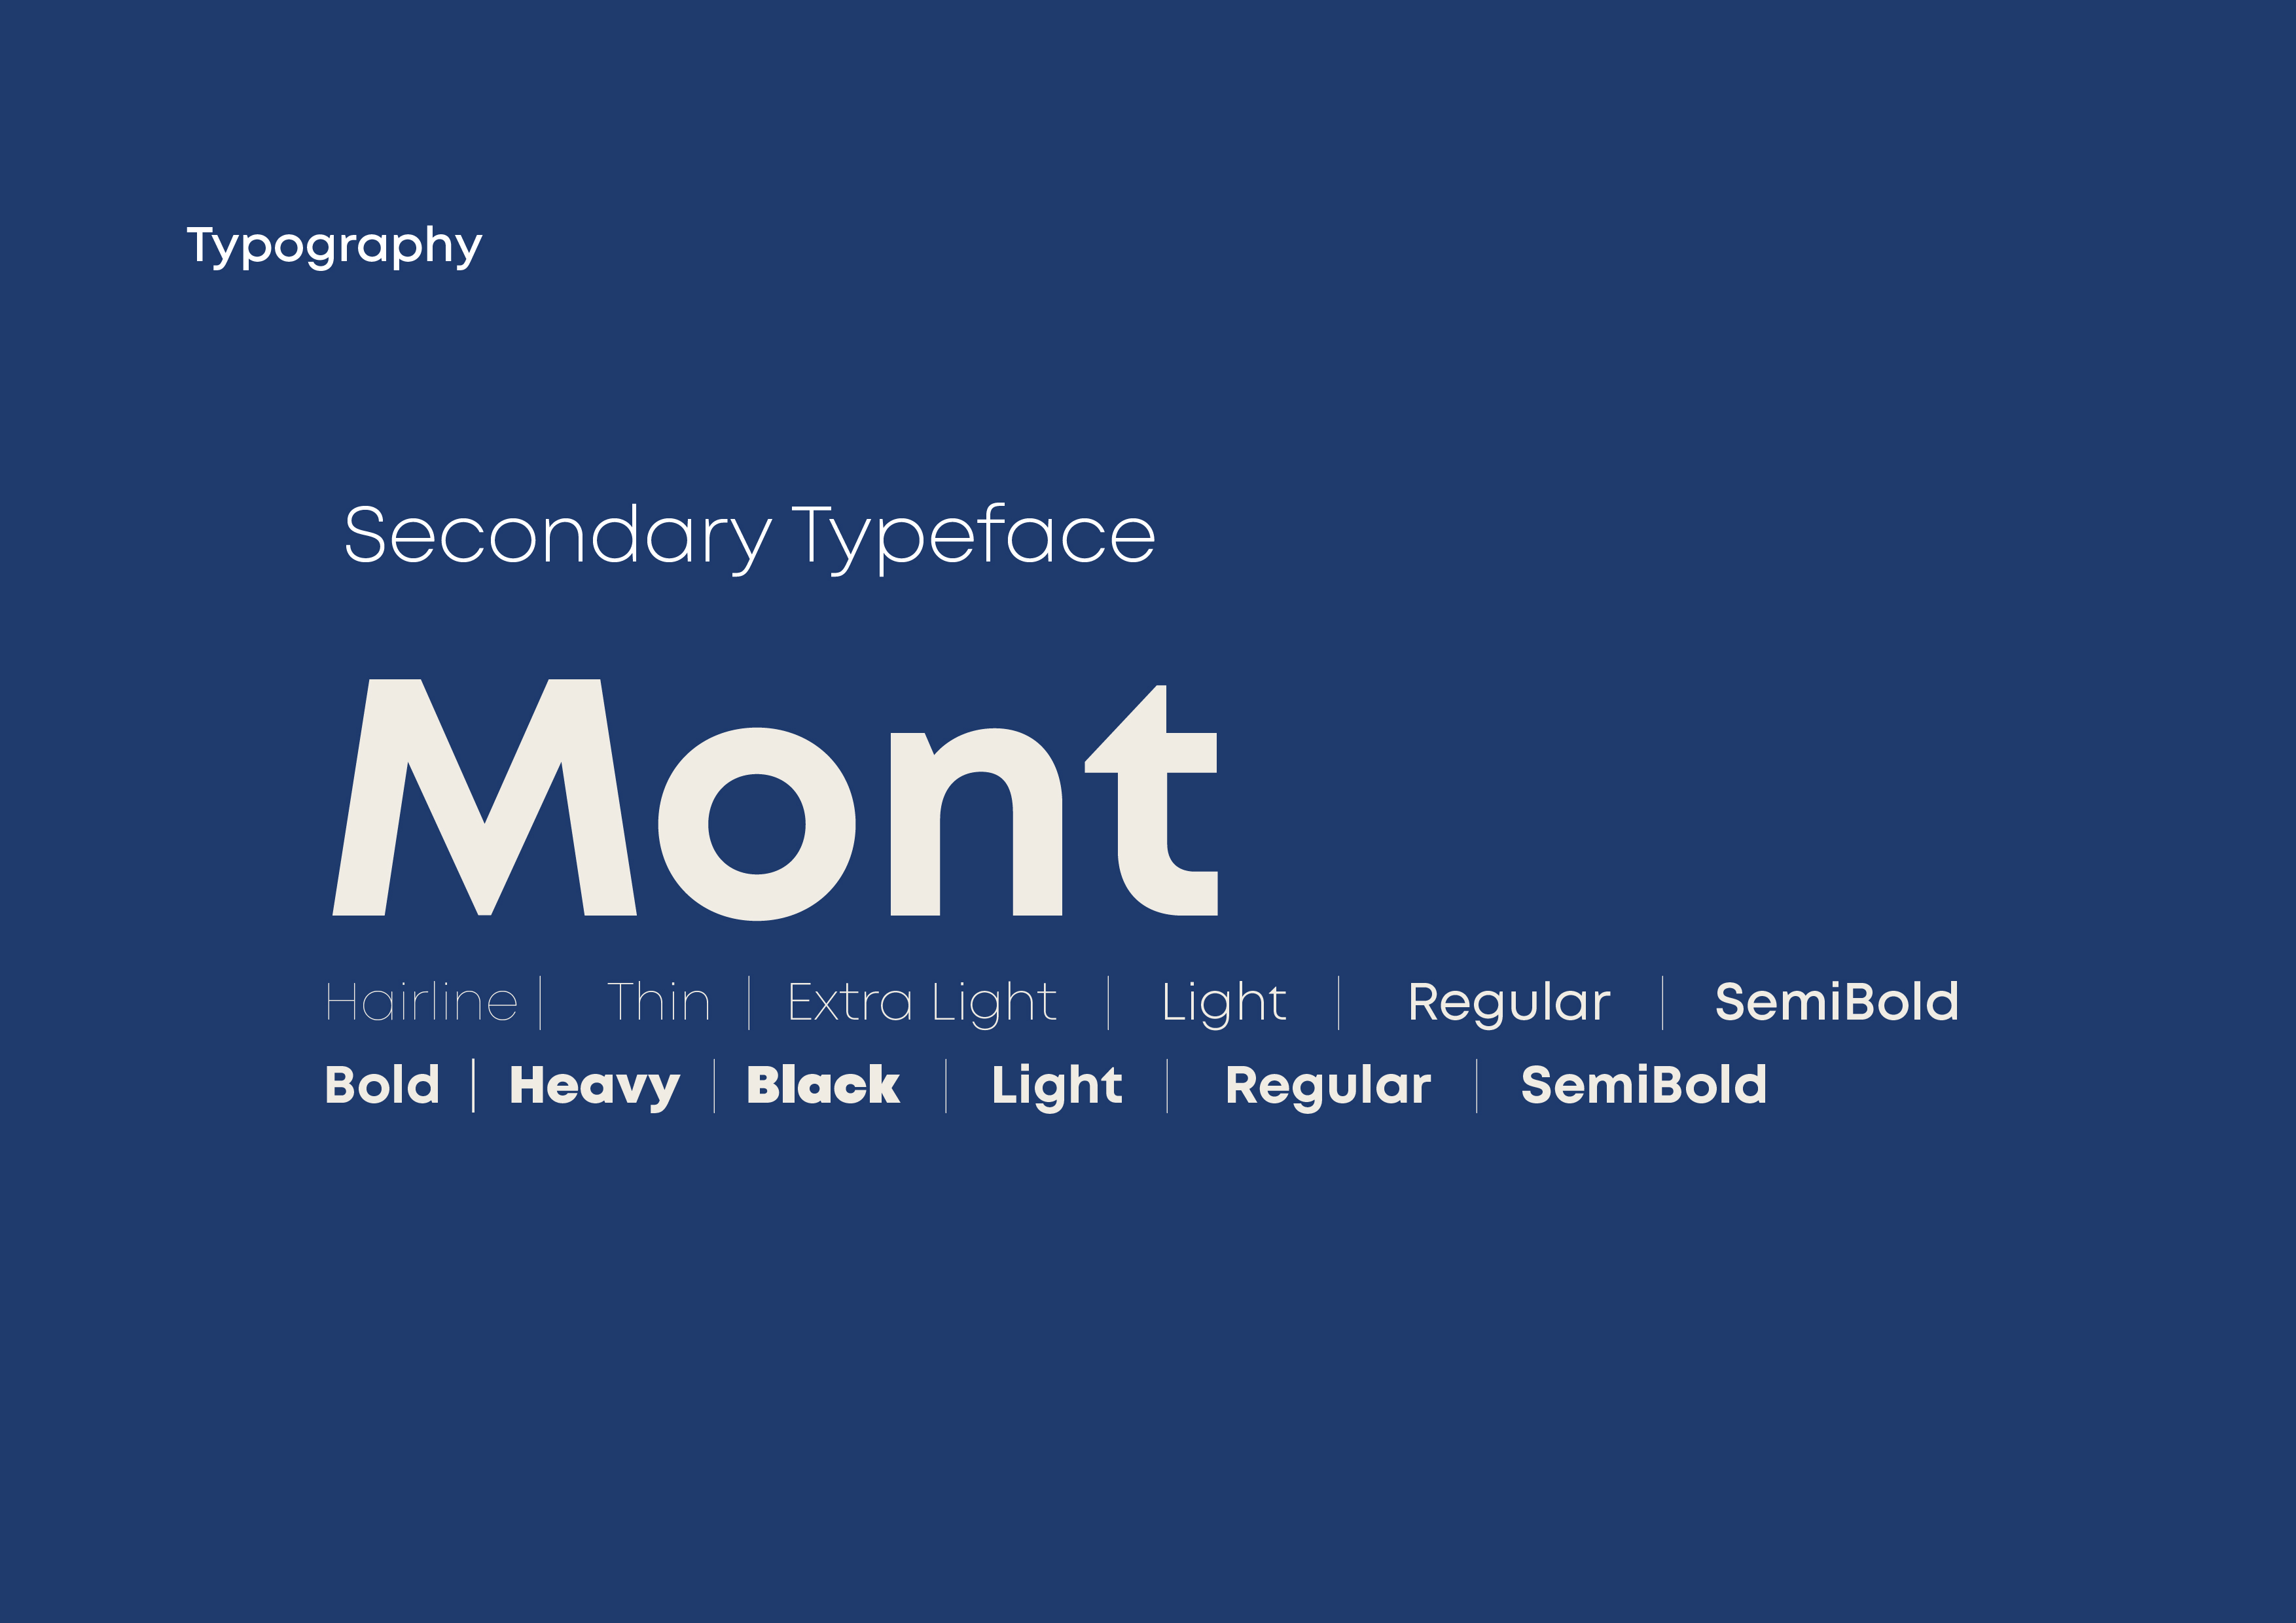 Typography
Secondary Typeface
Mont
Hairline | Thin | Extra Light | Light | Regular | SemiBold
Bold | Heavy | Black | Light | Regular | SemiBold